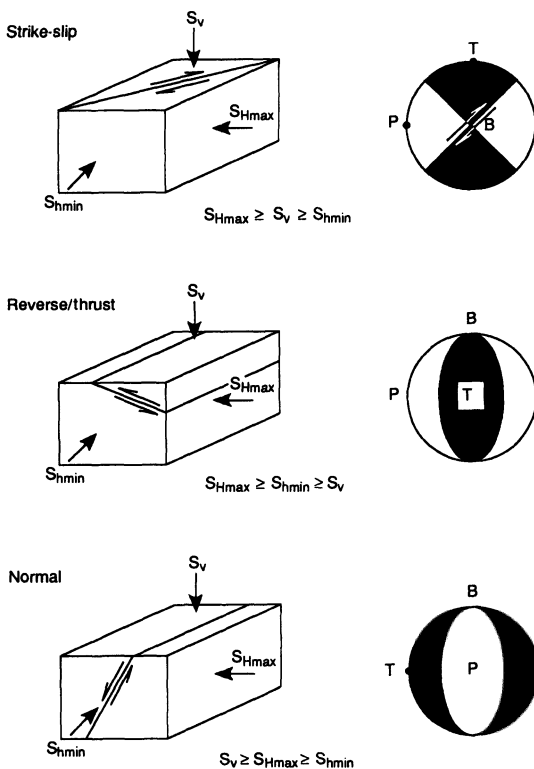 Strike-slip
Sv
SHmax
Shmin
SHmax ≥ Sv ≥ Shmin
T
P
B
Reverse/thrust
Sv
SHmax
Shmin
SHmax ≥ Shmin ≥ Sv
B
P
T
Normal
Sv
SHmax
Shmin
Sv ≥ SHmax ≥ Shmin
B
T
P